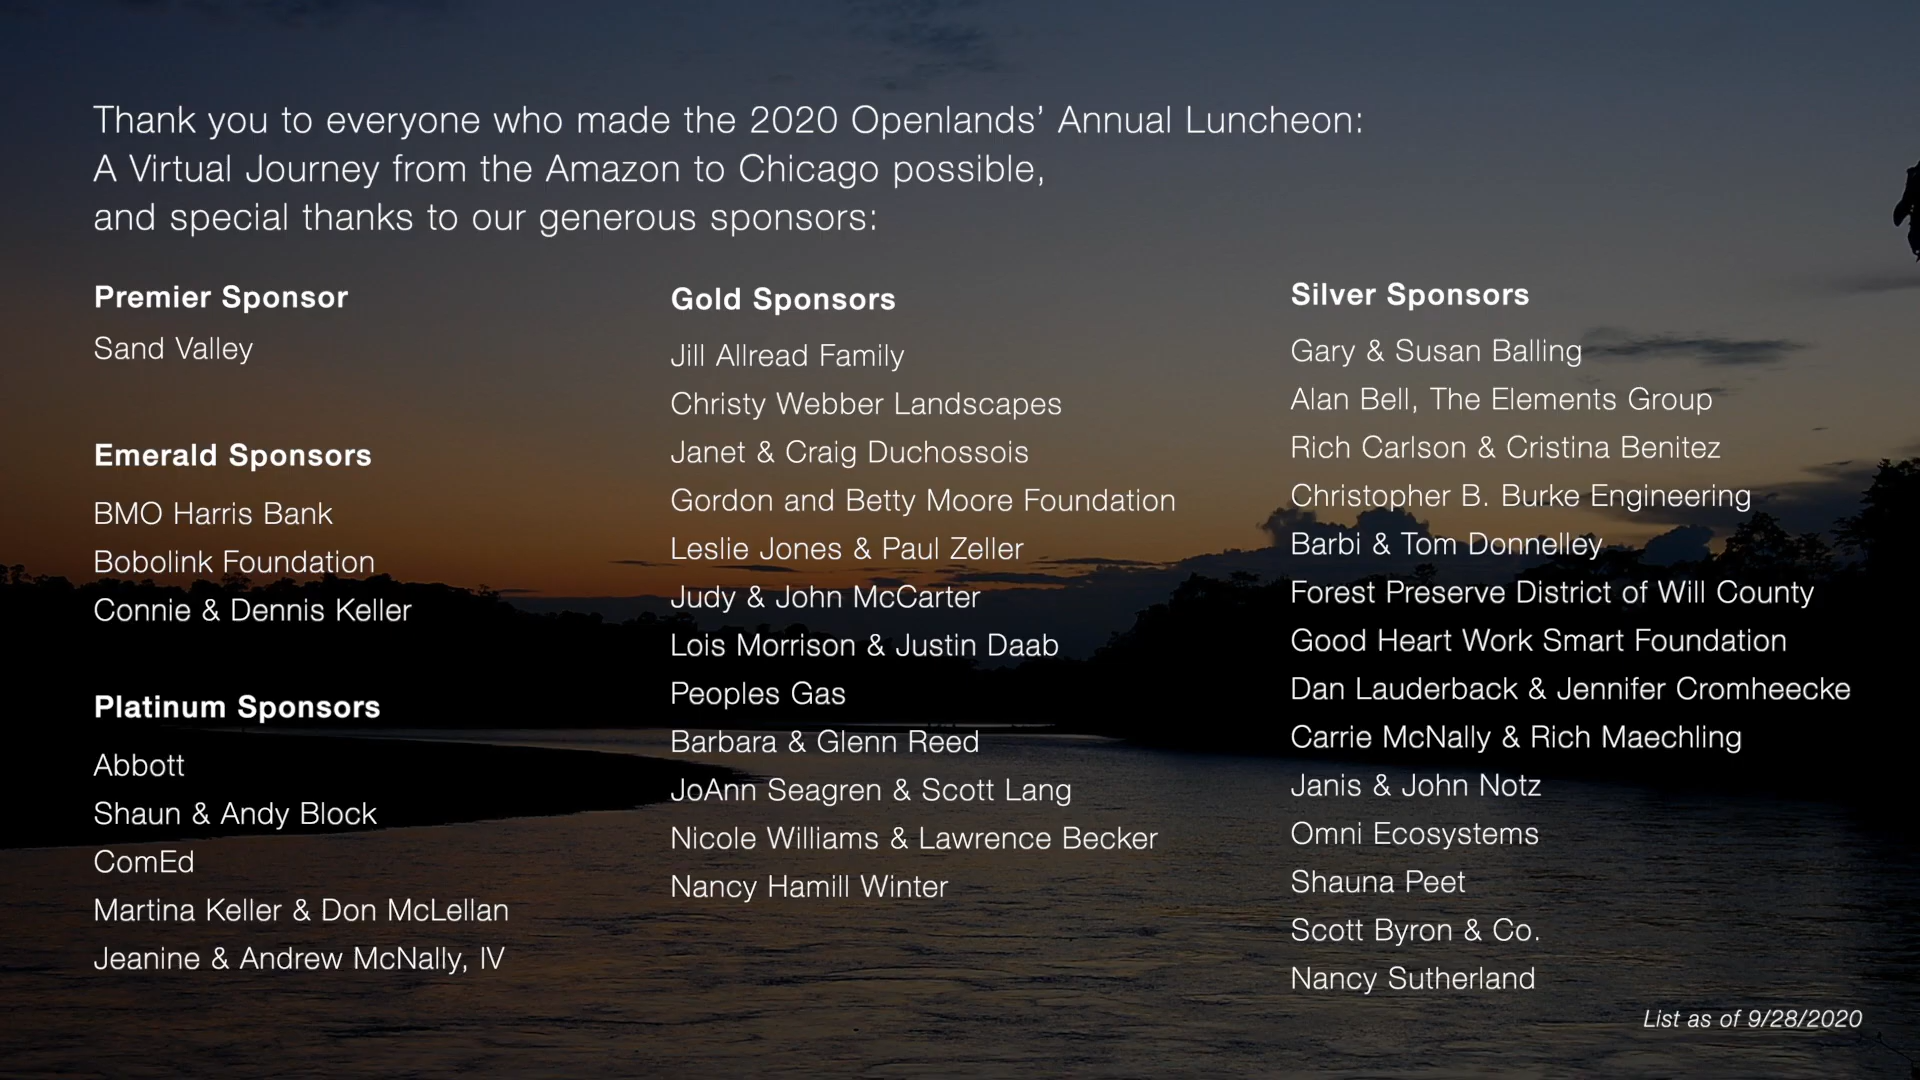 Thank you to everyone who made the 2020 Openlands’ Annual Luncheon:
A Virtual Journey from the Amazon to Chicago possible,
and special thanks to our generous sponsors:
Premier Sponsor
Sand Valley
Emerald Sponsors
BMO Harris Bank
Bobolink Foundation
Connie & Dennis Keller
Platinum Sponsors
Abbott
Shaun & Andy Block
ComEd
Martina Keller & Don McLellan
Jeanine & Andrew McNally, IV
Gold Sponsors
Jill Allread Family
Christy Webber Landscapes
Janet & Craig Duchossois
Gordon and Betty Moore Foundation
Leslie Jones & Paul Zeller
Judy & John McCarter
Lois Morrison & Justin Daab
Peoples Gas
Barbara & Glenn Reed
JoAnn Seagren & Scott Lang
Nicole Williams & Lawrence Becker
Nancy Hamill Winter
Silver Sponsors
Gary & Susan Balling
Alan Bell, The Elements Group
Rich Carlson & Cristina Benitez
Christopher B. Burke Engineering
Barbi & Tom Donnelley
Forest Preserve District of Will County
Good Heart Work Smart Foundation
Dan Lauderback & Jennifer Cromheecke
Carrie McNally & Rich Maechling
Janis & John Notz
Omni Ecosystems
Shauna Peet
Scott Byron & Co.
Nancy Sutherland
List as of 9/28/2020